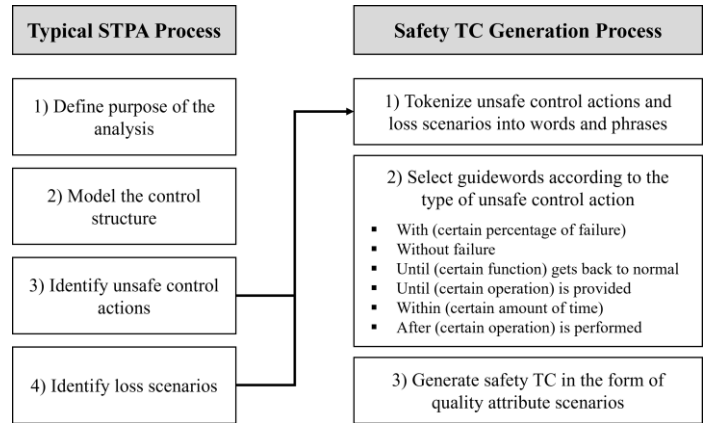 Typical STPA Process
1) Define purpose of the
analysis
2) Model the control
structure
3) Identify unsafe control
actions
4) Identify loss scenarios
Safety TC Generation Process
1) Tokenize unsafe control actions and
loss scenarios into words and phrases
2) Select guidewords according to the
type of unsafe control action
▪ With (certain percentage of failure)
▪ Without failure
▪ Until (certain function) gets back to normal
▪ Until (certain operation) is provided
▪ Within (certain amount of time)
▪ After (certain operation) is performed
3) Generate safety TC in the form of
quality attribute scenarios